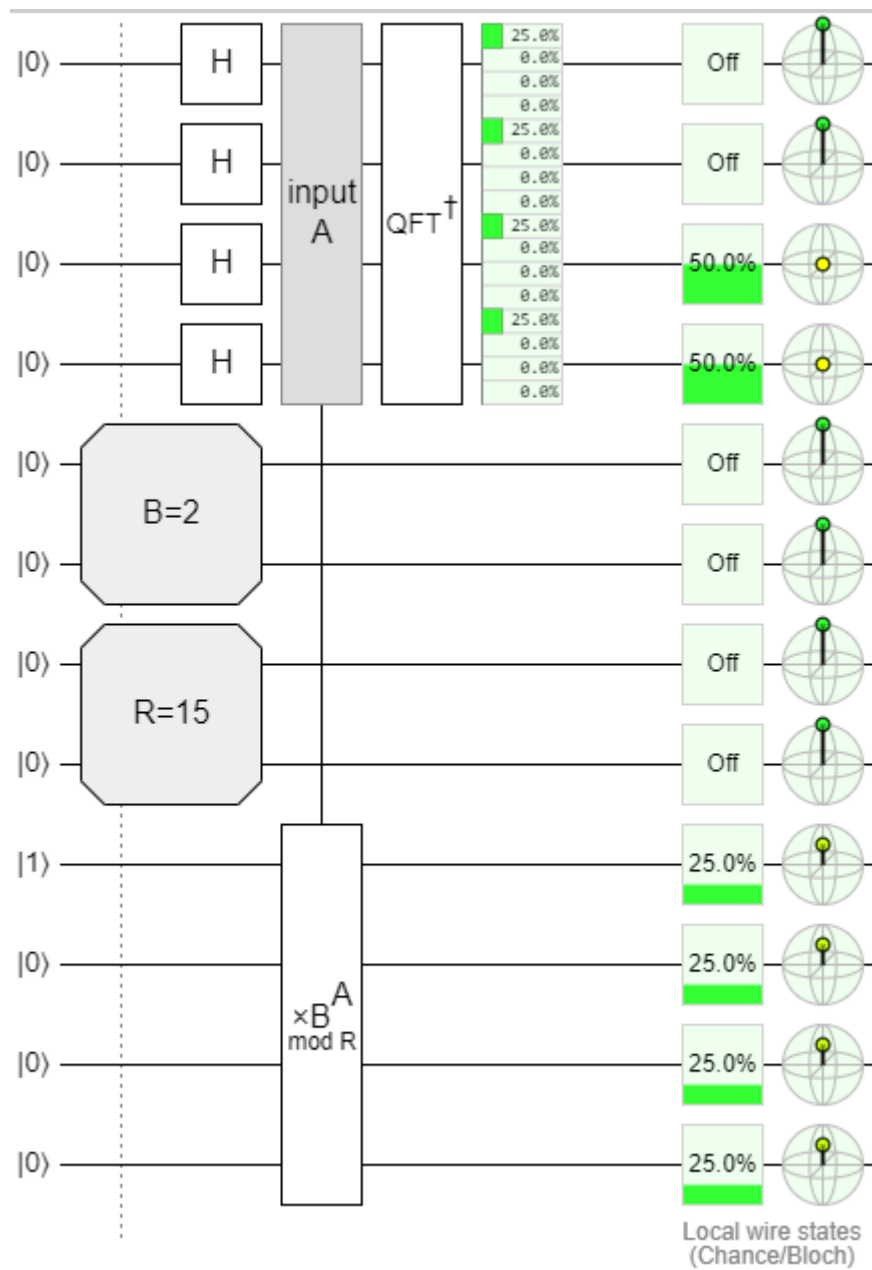 |0⟩ H input A QFT† 25.0% Off
0.0%
0.0%
0.0%
|0⟩ H 25.0% Off
0.0%
0.0%
0.0%
|0⟩ H 25.0% 50.0%
0.0%
0.0%
0.0%
|0⟩ H 25.0% 50.0%
0.0%
0.0%
0.0%
|0⟩ Off
B=2
|0⟩ Off
|0⟩ Off
R=15
|0⟩ Off
|1⟩ 25.0%
|0⟩ 25.0%
×B^A
mod R
|0⟩ 25.0%
|0⟩ 25.0%
Local wire states
(Chance/Bloch)